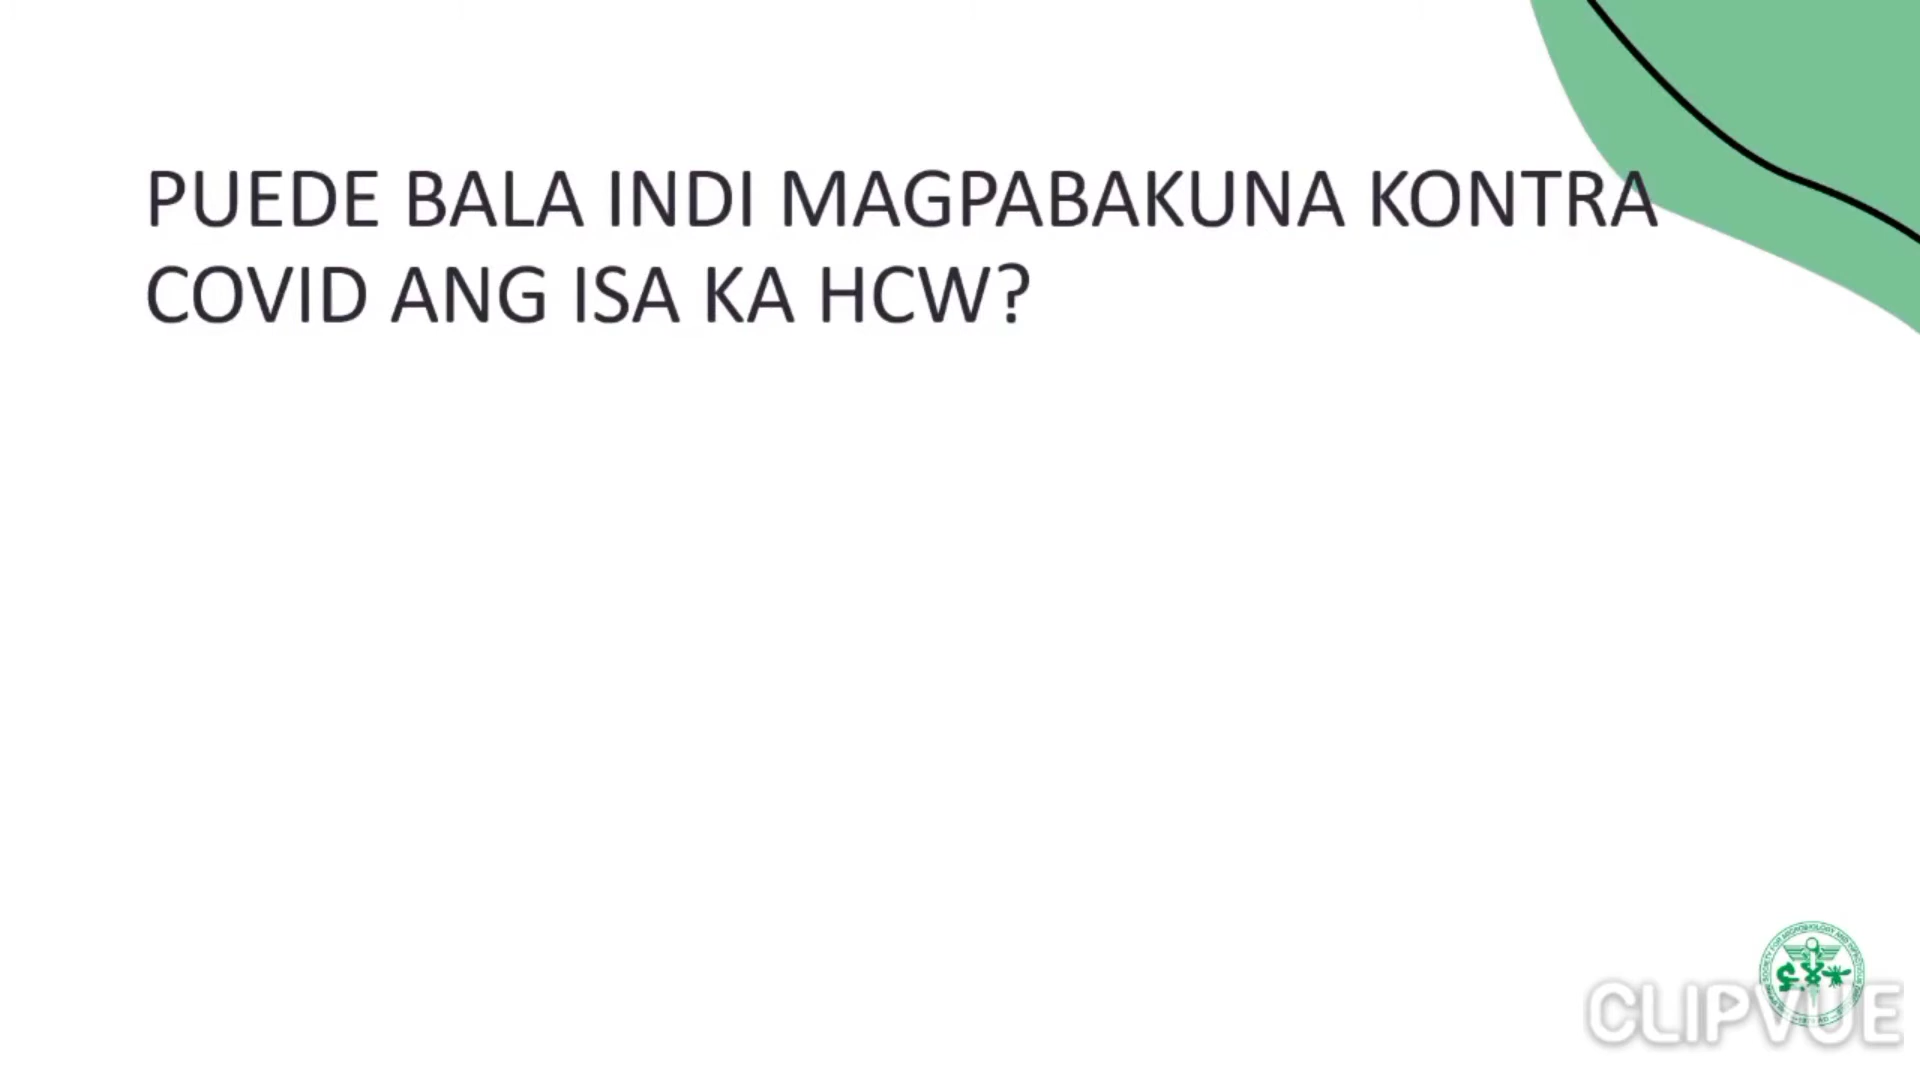 PUEDE BALA INDI MAGPABAKUNA KONTRA
COVID ANG ISA KA HCW?
CLIPVUE